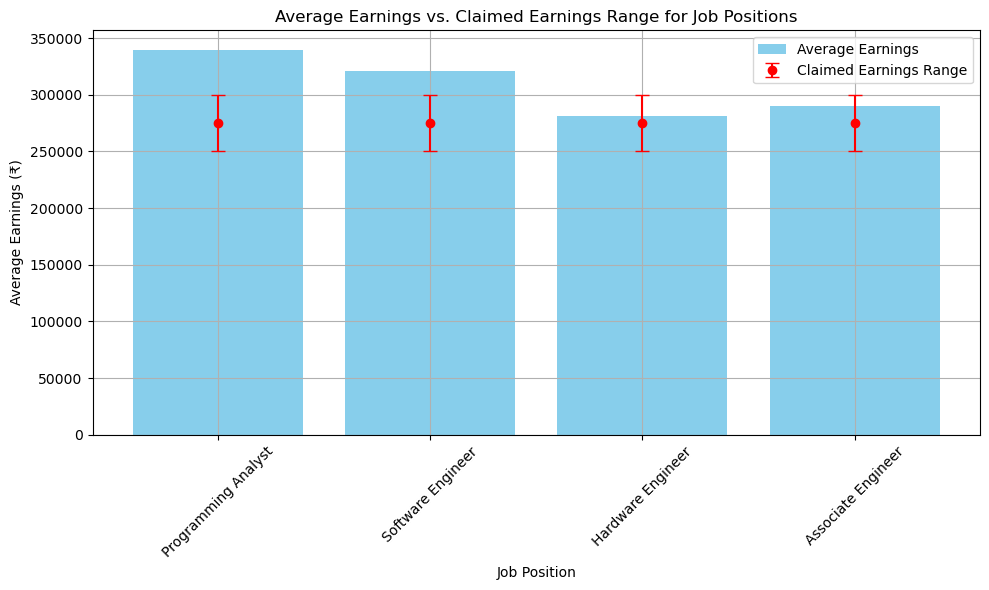 Average Earnings vs. Claimed Earnings Range for Job Positions
Average Earnings
Claimed Earnings Range
Average Earnings (₹)
350000
300000
250000
200000
150000
100000
50000
0
Programming Analyst
Software Engineer
Hardware Engineer
Associate Engineer
Job Position